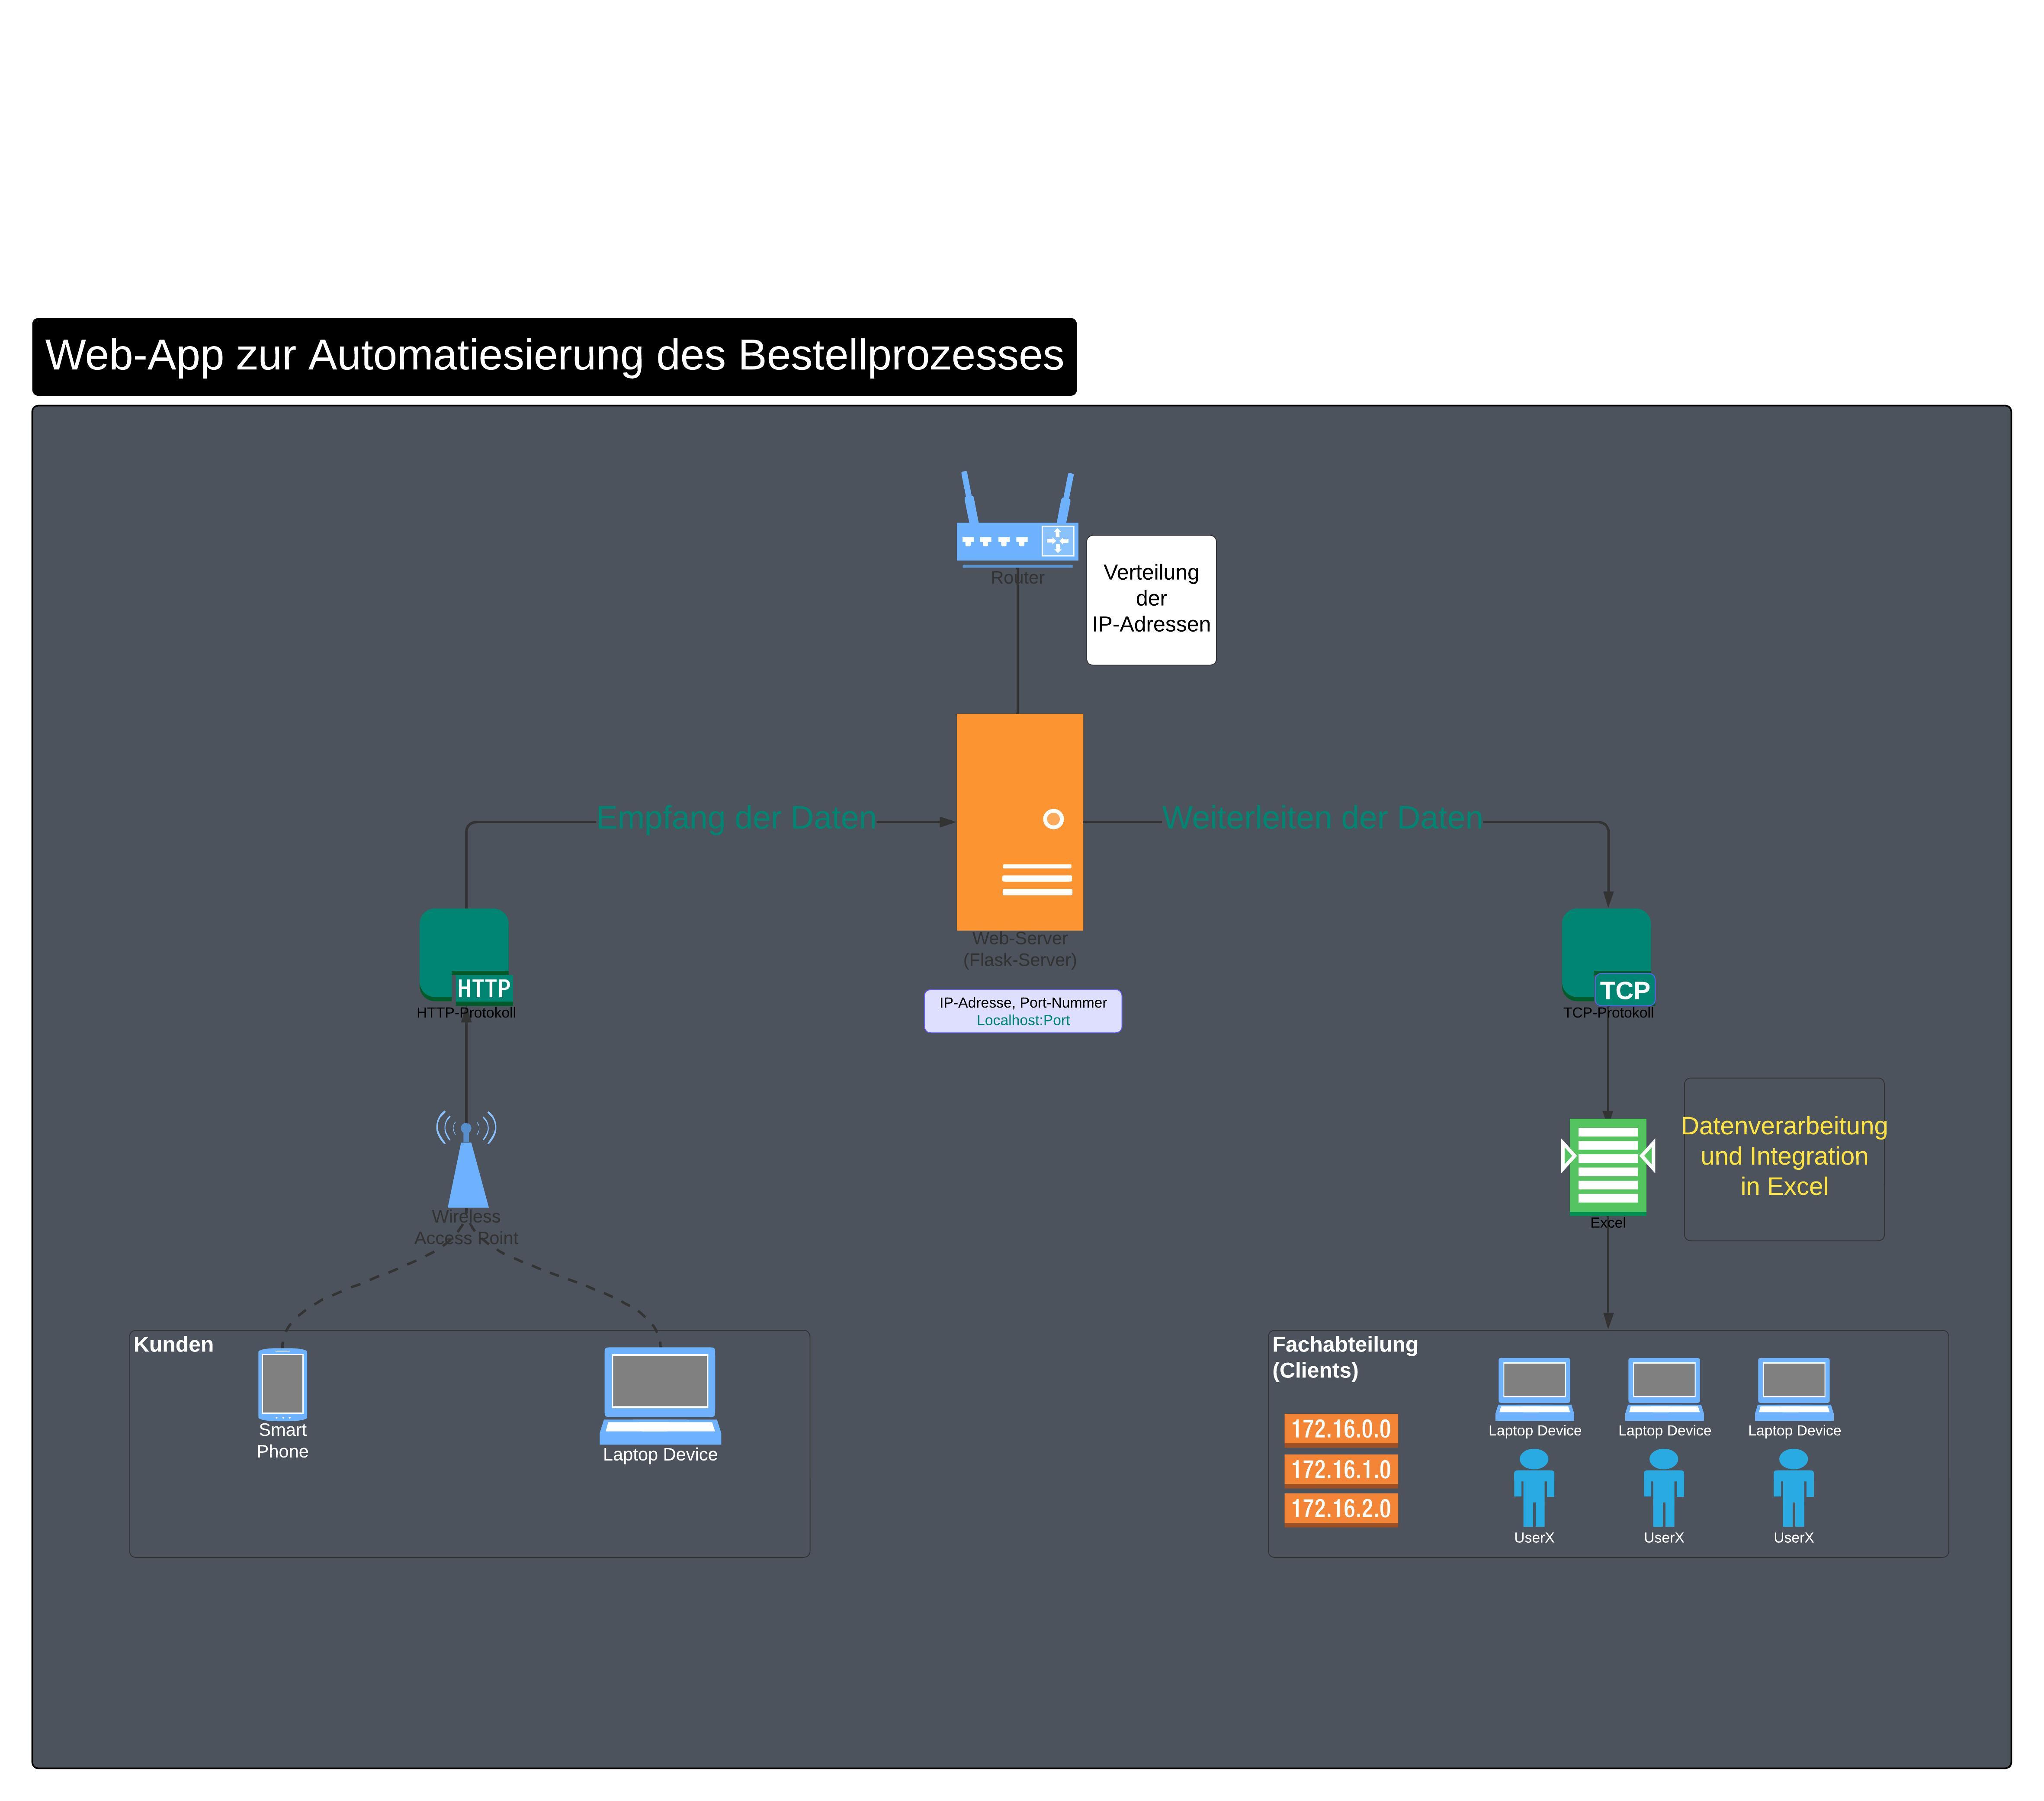 Web-App zur Automatiesierung des Bestellprozesses
Router
Verteilung
der
IP-Adressen
Empfang der Daten
Weiterleiten der Daten
Web-Server
(Flask-Server)
IP-Adresse, Port-Nummer
Localhost:Port
HTTP
HTTP-Protokoll
TCP
TCP-Protokoll
Wireless
Access Point
Datenverarbeitung
und Integration
in Excel
Excel
Kunden
Smart
Phone
Laptop Device
Fachabteilung
(Clients)
172.16.0.0
172.16.1.0
172.16.2.0
Laptop Device
Laptop Device
Laptop Device
UserX
UserX
UserX